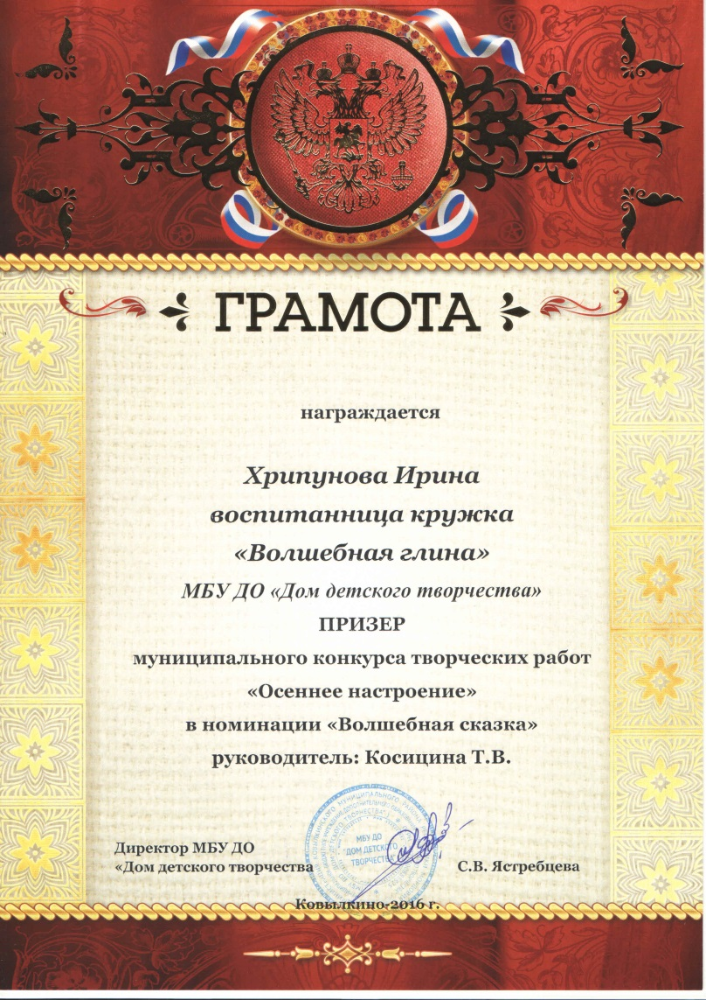 ГРАМОТА
награждается
Хрипунова Ирина
воспитанница кружка
«Волшебная глина»
МБУ ДО «Дом детского творчества»
ПРИЗЕР
муниципального конкурса творческих работ
«Осеннее настроение»
в номинации «Волшебная сказка»
руководитель: Косицина Т.В.
МБУ ДО
"ДОМ ДЕТСКОГО
ТВОРЧЕСТВА"
Директор МБУ ДО
«Дом детского творчества
С.В. Ястребцева
Ковылкино-2016 г.